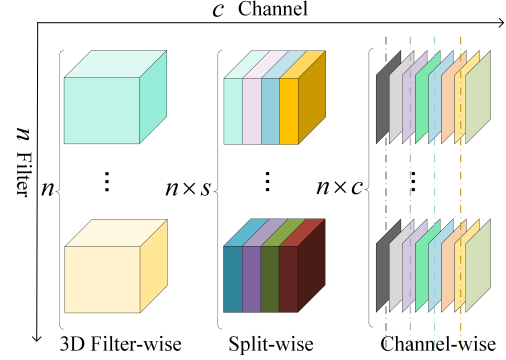 c Channel
n Filter
n
n × s
n × c
3D Filter-wise
Split-wise
Channel-wise